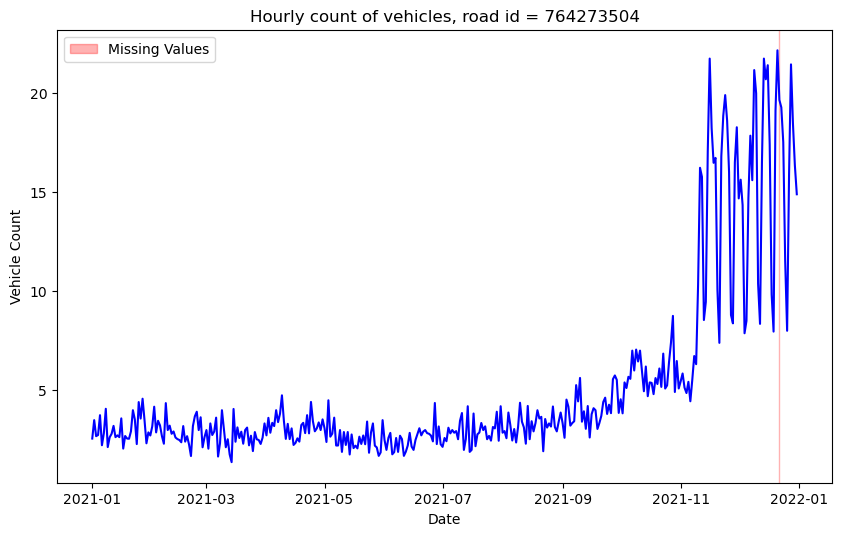 Hourly count of vehicles, road id = 764273504
Missing Values
Vehicle Count
20
15
10
5
2021-01
2021-03
2021-05
2021-07
2021-09
2021-11
2022-01
Date